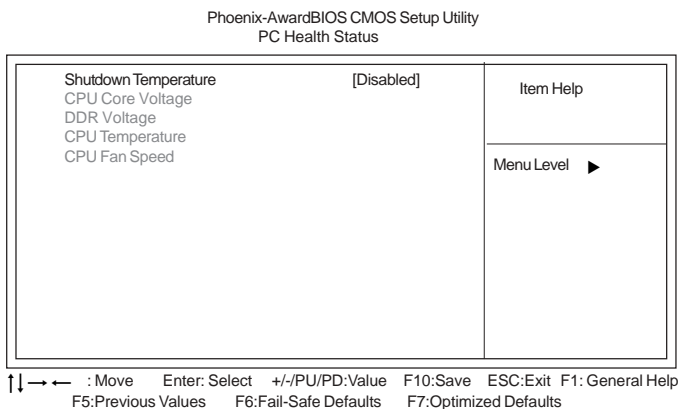 Phoenix-AwardBIOS CMOS Setup Utility
PC Health Status
Shutdown Temperature [Disabled]
CPU Core Voltage
DDR Voltage
CPU Temperature
CPU Fan Speed
Item Help
Menu Level ▶
↑↓→← : Move Enter: Select +/-/PU/PD:Value F10:Save ESC:Exit F1: General Help
F5:Previous Values F6:Fail-Safe Defaults F7:Optimized Defaults